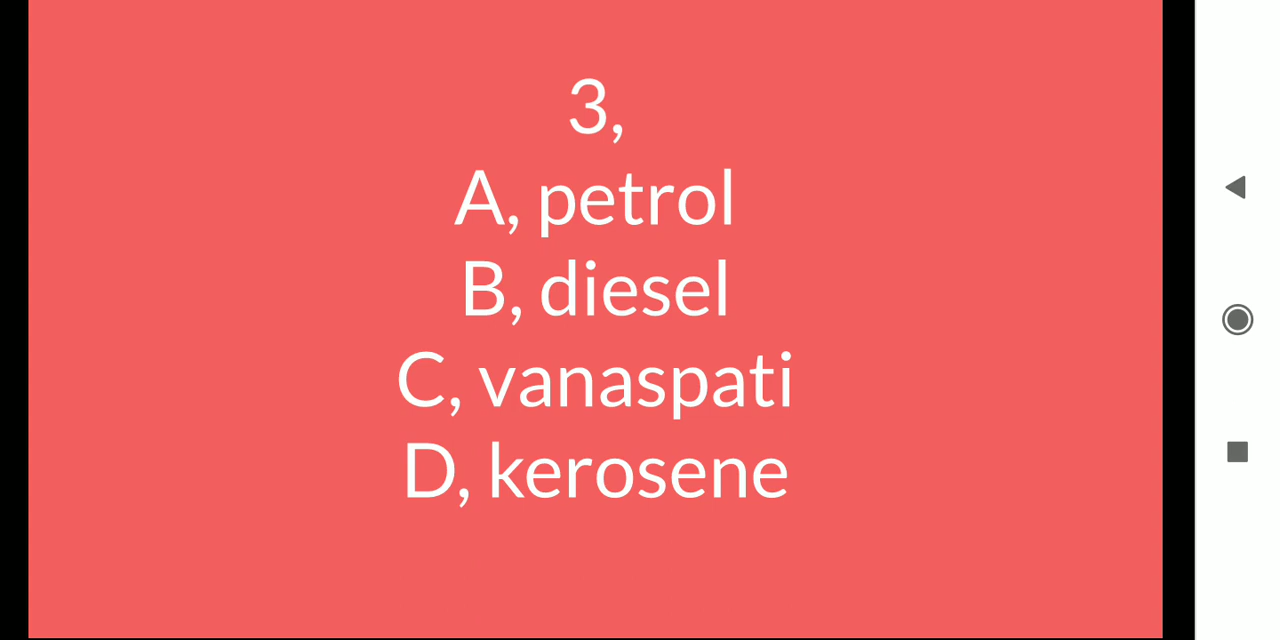 3,
A, petrol
B, diesel
C, vanaspati
D, kerosene